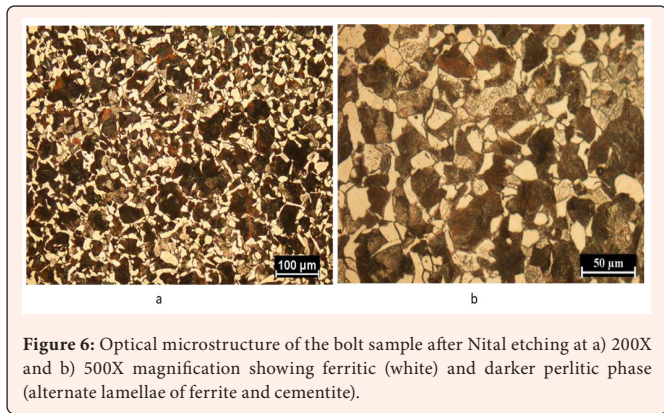 100 µm
50 µm
a
b
Figure 6: Optical microstructure of the bolt sample after Nital etching at a) 200X
and b) 500X magnification showing ferritic (white) and darker perlitic phase
(alternate lamellae of ferrite and cementite).